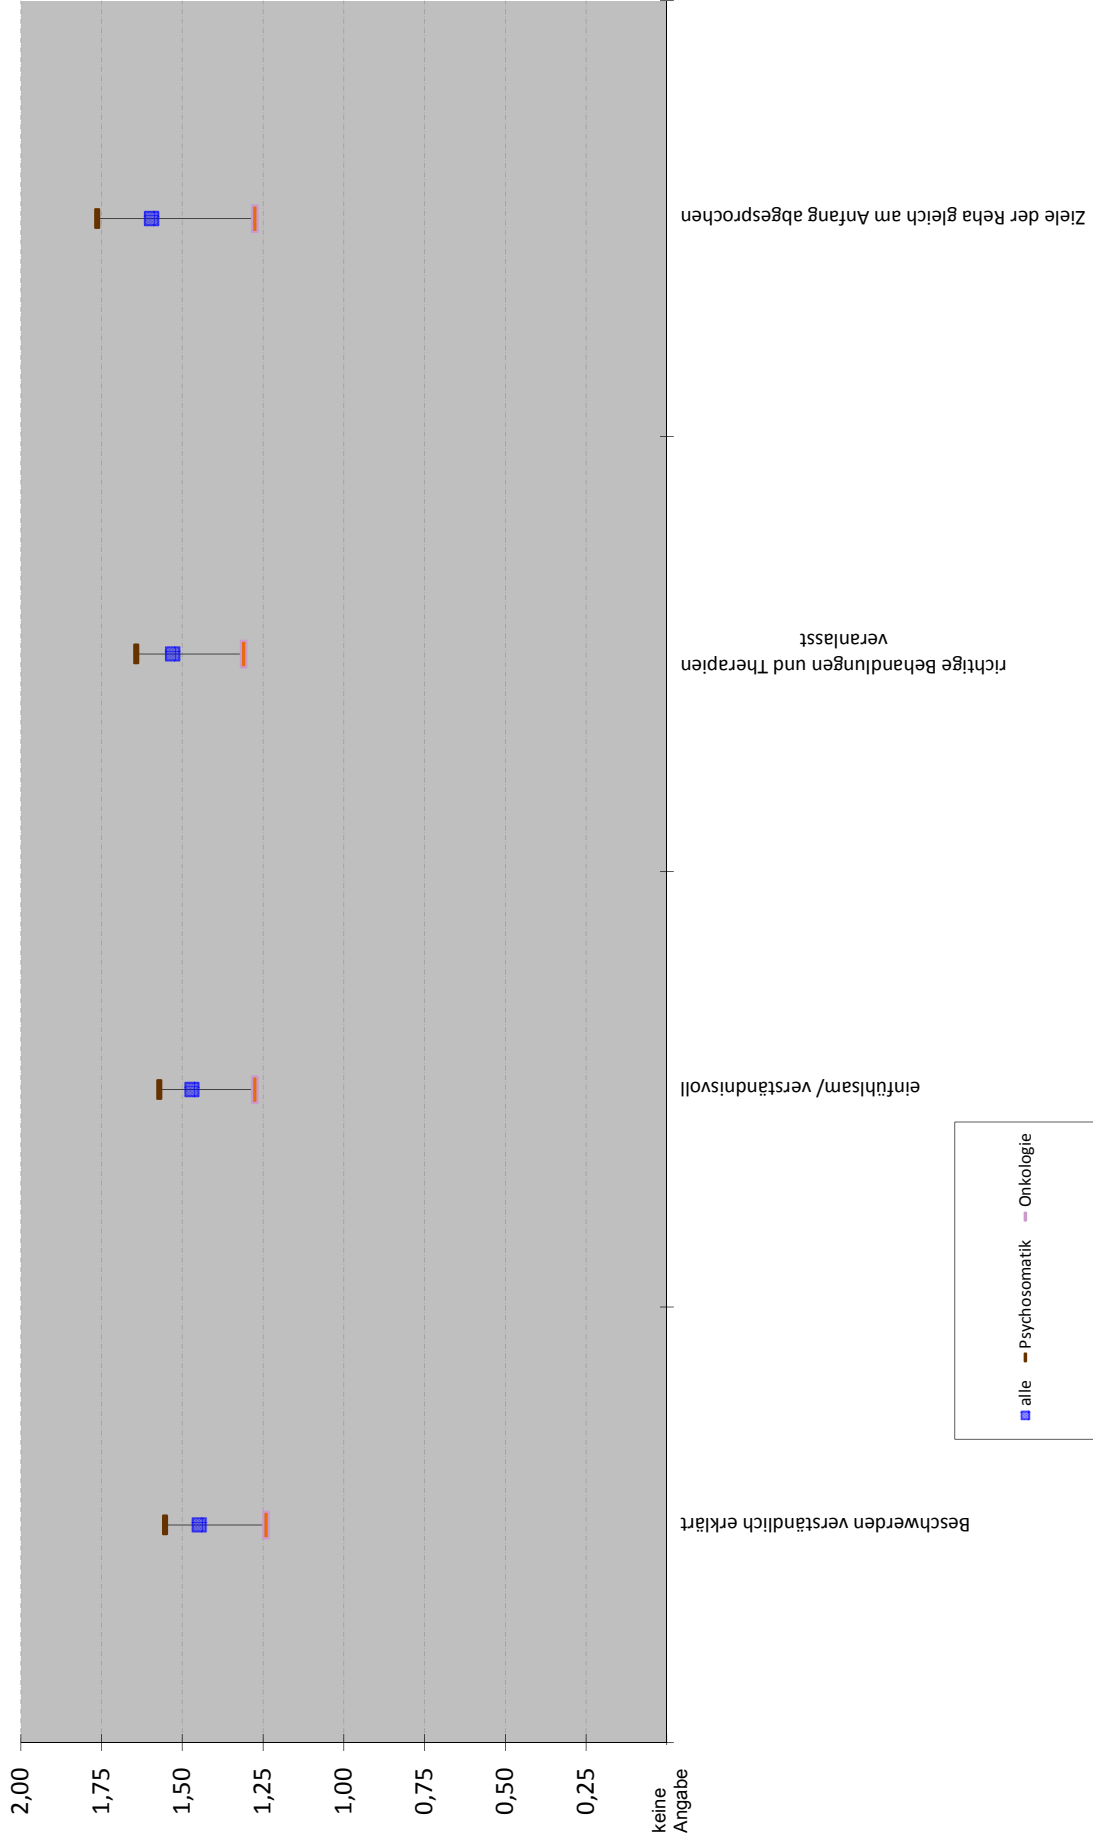 2,00
1,75
1,50
1,25
1,00
0,75
0,50
0,25
keine
Angabe
Beschwerden verständlich erklärt
einfühlsam/ verständnisvoll
richtige Behandlungen und Therapien
veranlasst
Ziele der Reha gleich am Anfang abgesprochen
alle
Psychosomatik
Onkologie